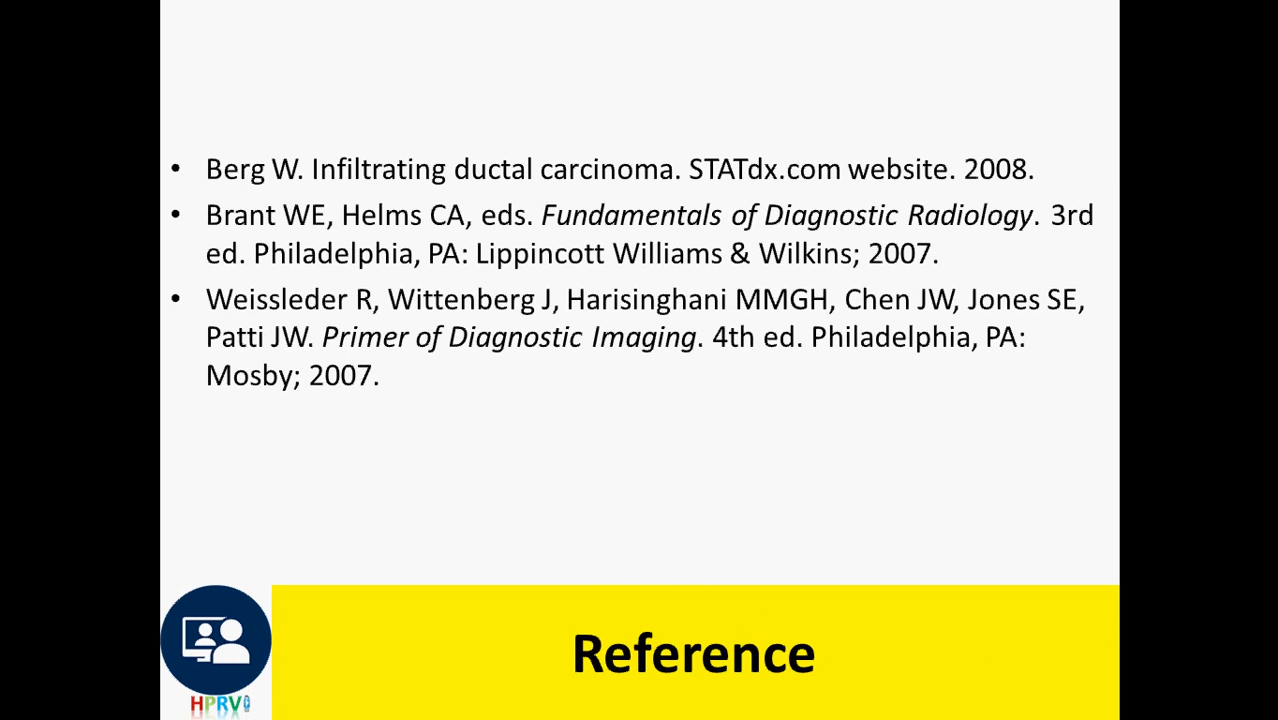 • Berg W. Infiltrating ductal carcinoma. STATdx.com website. 2008.
• Brant WE, Helms CA, eds. Fundamentals of Diagnostic Radiology. 3rd
ed. Philadelphia, PA: Lippincott Williams & Wilkins; 2007.
• Weissleder R, Wittenberg J, Harisinghani MMGH, Chen JW, Jones SE,
Patti JW. Primer of Diagnostic Imaging. 4th ed. Philadelphia, PA:
Mosby; 2007.
Reference
HPRV